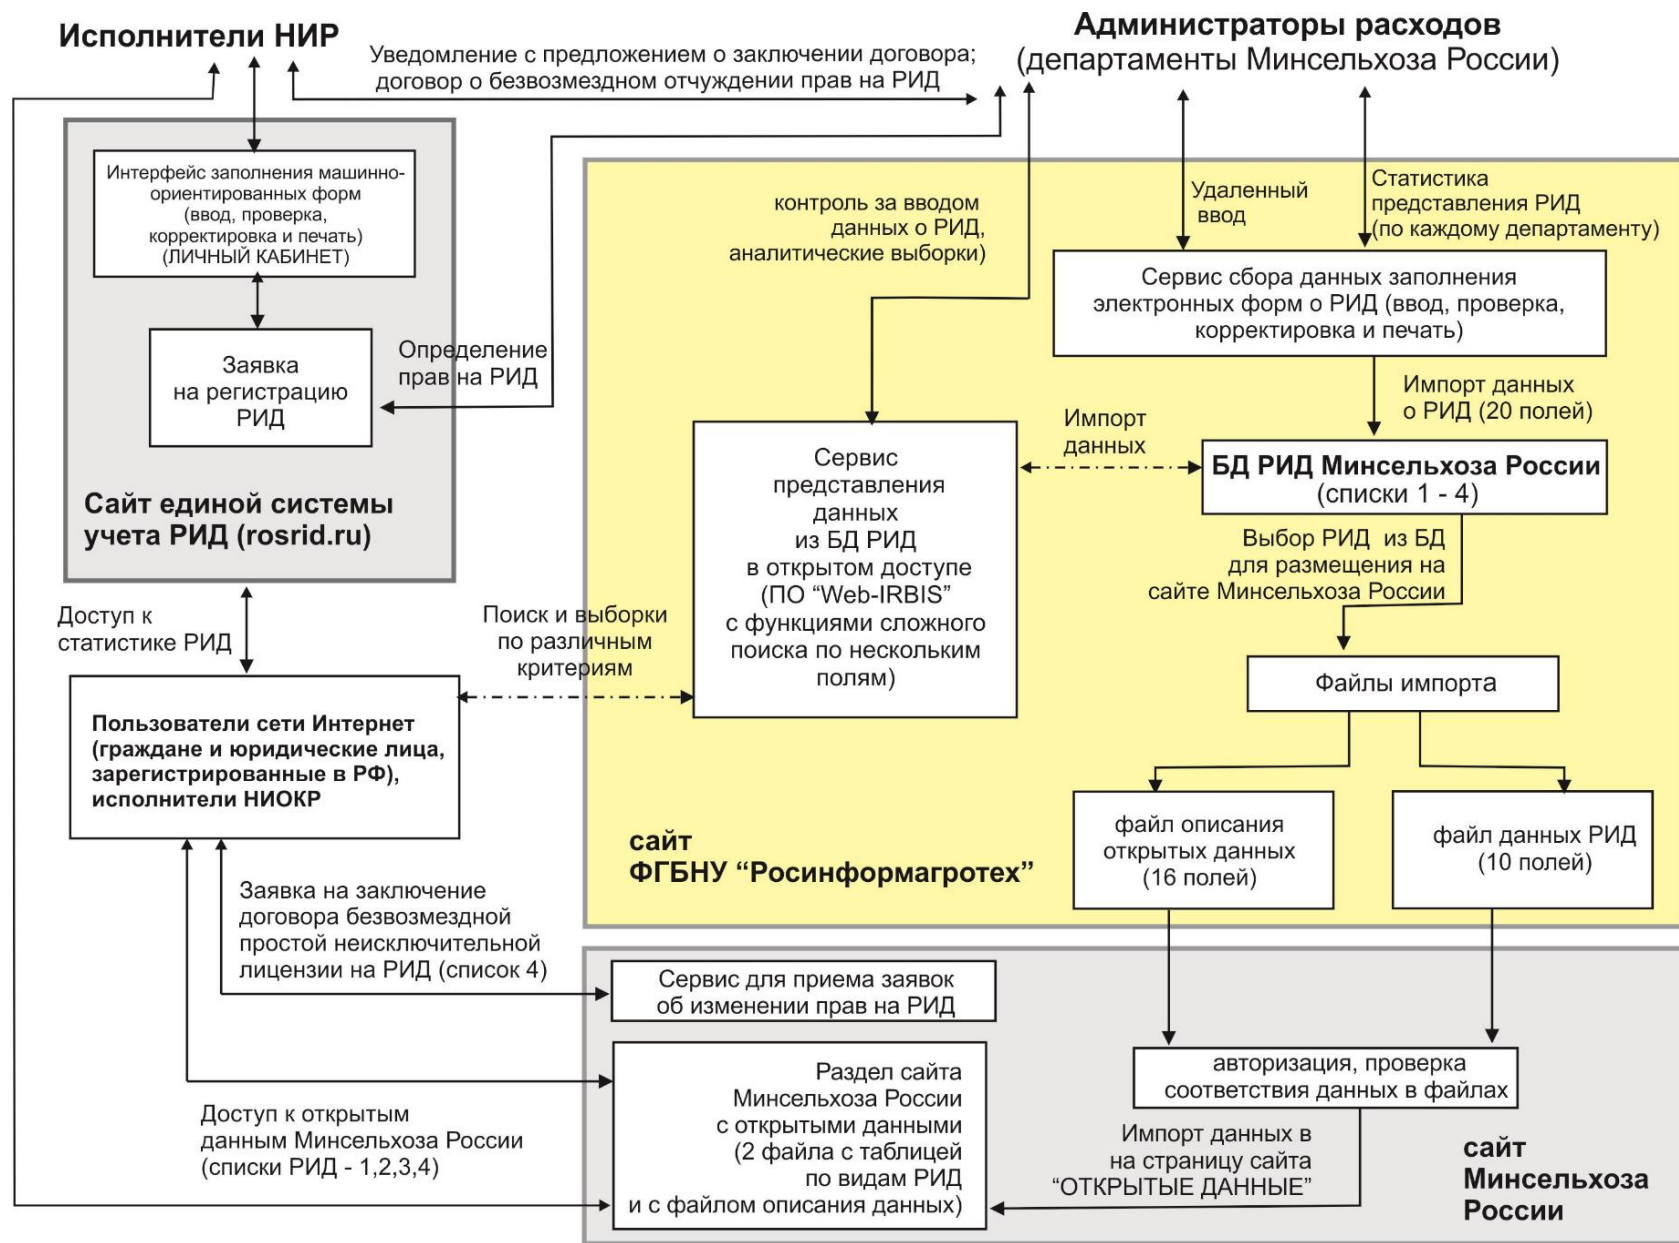 Исполнители НИР
Уведомление с предложением о заключении договора;
договор о безвозмездном отчуждении прав на РИД
Администраторы расходов
(департаменты Минсельхоза России)
Интерфейс заполнения машинно-
ориентированных форм
(ввод, проверка,
корректировка и печать)
(ЛИЧНЫЙ КАБИНЕТ)
Заявка
на регистрацию
РИД
Сайт единой системы
учета РИД (rosrid.ru)
Определение
прав на РИД
контроль за вводом
данных о РИД,
аналитические выборки)
Удаленный
ввод
Статистика
представления РИД
(по каждому департаменту)
Сервис сбора данных заполнения
электронных форм о РИД (ввод, проверка,
корректировка и печать)
Импорт данных
о РИД (20 полей)
Импорт
данных
Сервис
представления
данных
из БД РИД
в открытом доступе
(ПО “Web-IRBIS”
с функциями сложного
поиска по нескольким
полям)
БД РИД Минсельхоза России
(списки 1 - 4)
Выбор РИД из БД
для размещения на
сайте Минсельхоза России
Файлы импорта
файл описания
открытых данных
(16 полей)
файл данных РИД
(10 полей)
сайт
ФГБНУ “Росинформагротех”
Доступ к
статистике РИД
Поиск и выборки
по различным
критериям
Пользователи сети Интернет
(граждане и юридические лица,
зарегистрированные в РФ),
исполнители НИОКР
Заявка на заключение
договора безвозмездной
простой неисключительной
лицензии на РИД (список 4)
Сервис для приема заявок
об изменении прав на РИД
Доступ к открытым
данным Минсельхоза России
(списки РИД - 1,2,3,4)
Раздел сайта
Минсельхоза России
с открытыми данными
(2 файла с таблицей
по видам РИД
и с файлом описания данных)
авторизация, проверка
соответствия данных в файлах
Импорт данных в
на страницу сайта
“ОТКРЫТЫЕ ДАННЫЕ”
сайт
Минсельхоза
России